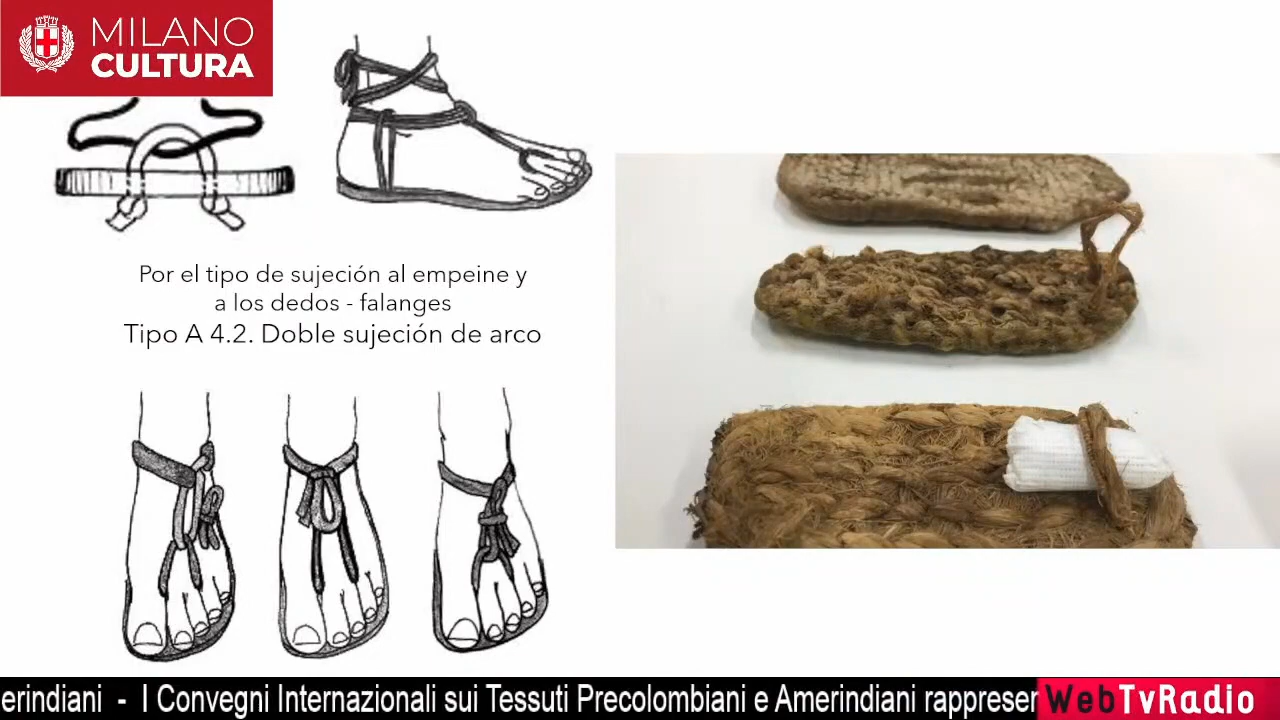 MILANO
CULTURA
Por el tipo de sujeción al empeine y
a los dedos - falanges
Tipo A 4.2. Doble sujeción de arco
erindiani - I Convegni Internazionali sui Tessuti Precolombiani e Amerindiani rappreser
WebTvRadio